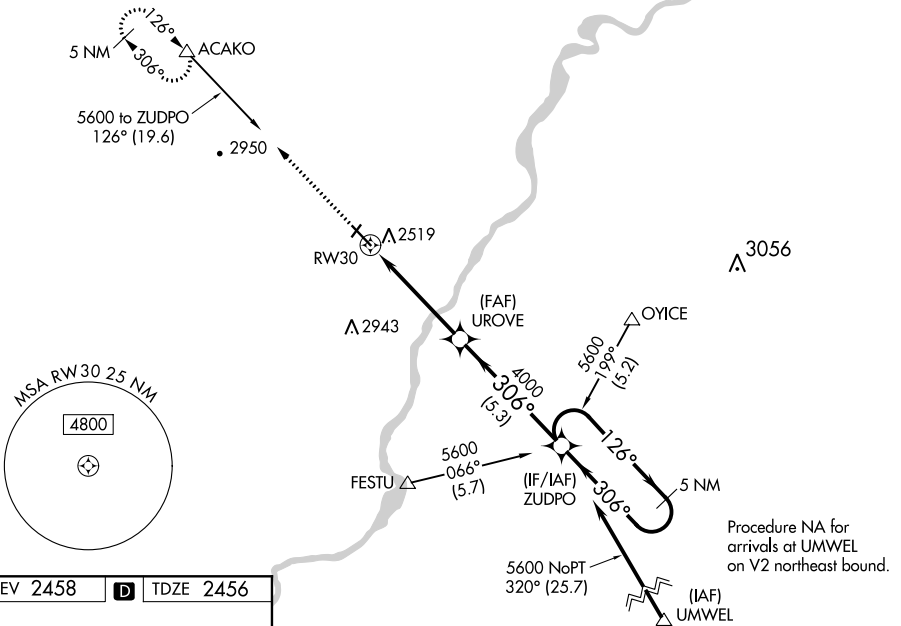 126°
5 NM
306°
ACAKO
5600 to ZUDPO
126° (19.6)
2950
2519
RW30
3056
(FAF)
UROVE
2943
OYICE
5600
199°
(5.2)
4000
306°
(5.3)
MSA RW30 25 NM
4800
126°
5600
066°
(5.7)
FESTU
(IF/IAF)
ZUDPO
306°
5 NM
Procedure NA for
arrivals at UMWEL
on V2 northeast bound.
5600 NoPT
320° (25.7)
(IAF)
UMWEL
EV 2458
D
TDZE 2456